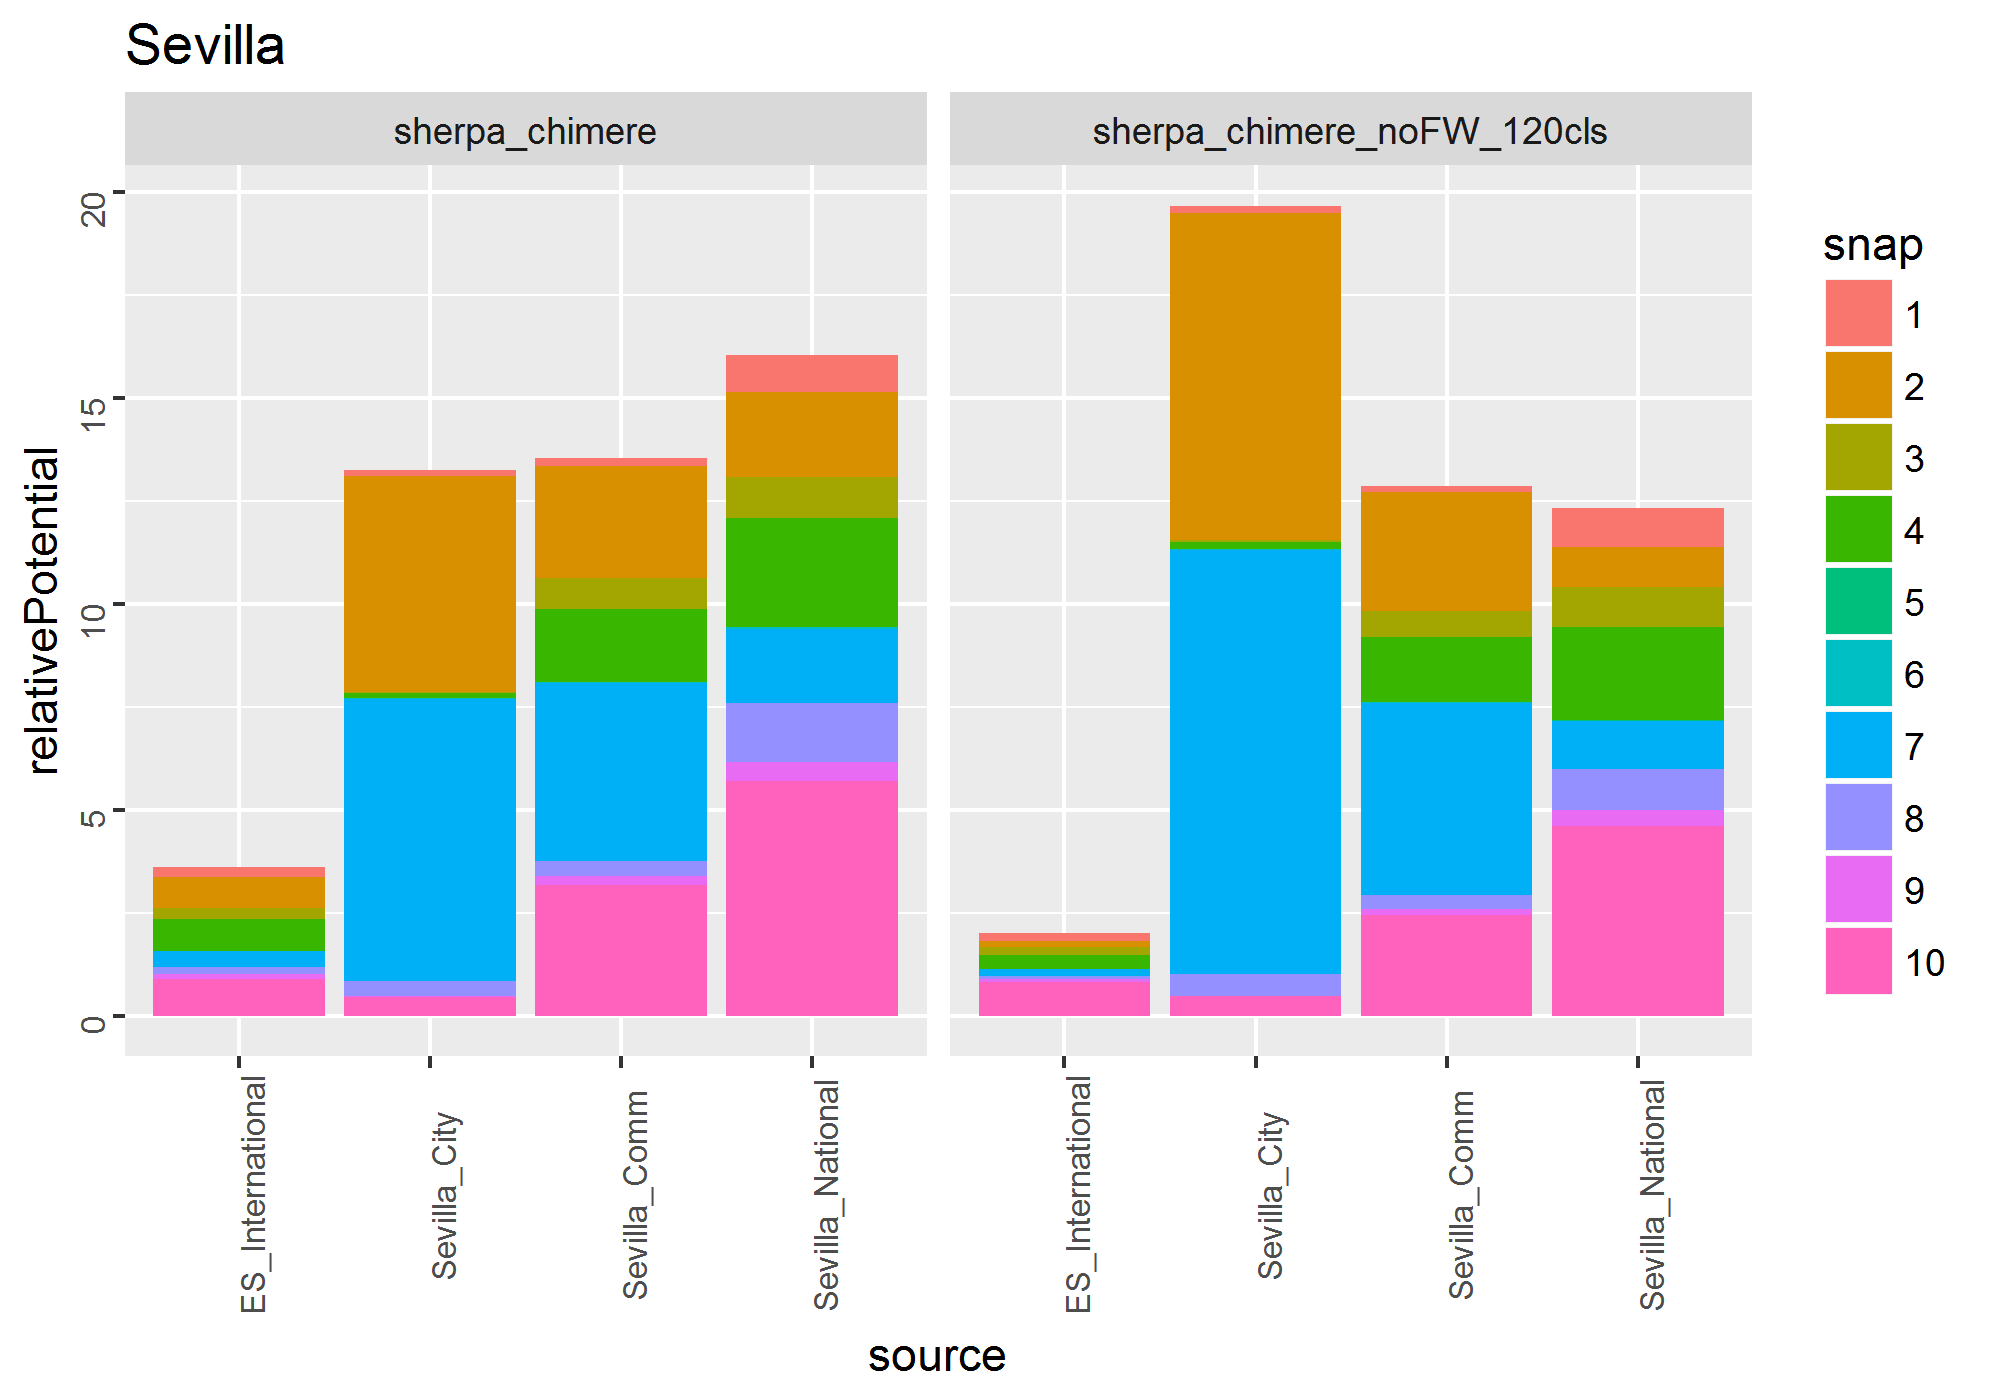 Sevilla
sherpa_chimere
sherpa_chimere_noFW_120cls
relativePotential
20
15
10
5
0
ES_International
Sevilla_City
Sevilla_Comm
Sevilla_National
ES_International
Sevilla_City
Sevilla_Comm
Sevilla_National
source
snap
1
2
3
4
5
6
7
8
9
10